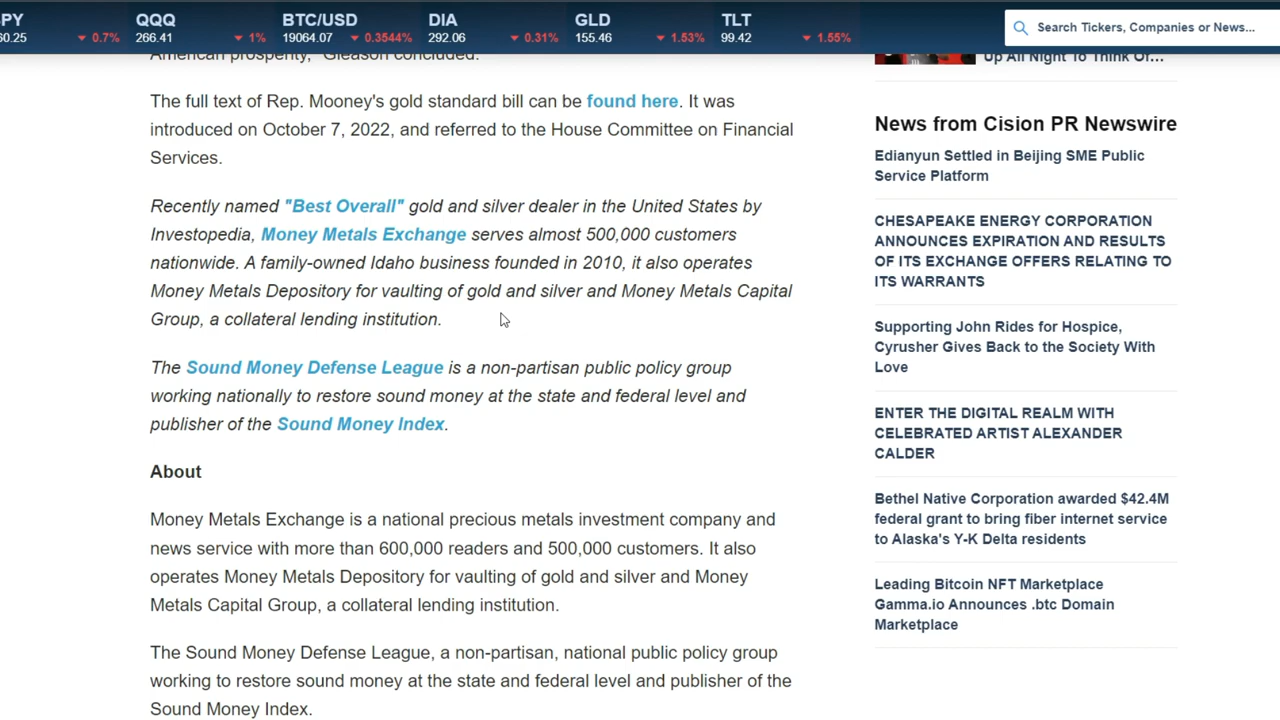 PY QQQ BTC/USD DIA GLD TLT
60.25 0.7% 266.41 1% 19064.07 0.3544% 292.06 0.31% 155.46 1.53% 99.42 1.55%
Search Tickers, Companies or News...
American prosperity," Gleason concluded.
The full text of Rep. Mooney's gold standard bill can be found here. It was
introduced on October 7, 2022, and referred to the House Committee on Financial
Services.
Recently named "Best Overall" gold and silver dealer in the United States by
Investopedia, Money Metals Exchange serves almost 500,000 customers
nationwide. A family-owned Idaho business founded in 2010, it also operates
Money Metals Depository for vaulting of gold and silver and Money Metals Capital
Group, a collateral lending institution.
The Sound Money Defense League is a non-partisan public policy group
working nationally to restore sound money at the state and federal level and
publisher of the Sound Money Index.
About
Money Metals Exchange is a national precious metals investment company and
news service with more than 600,000 readers and 500,000 customers. It also
operates Money Metals Depository for vaulting of gold and silver and Money
Metals Capital Group, a collateral lending institution.
The Sound Money Defense League, a non-partisan, national public policy group
working to restore sound money at the state and federal level and publisher of the
Sound Money Index.
Up All Night To Think Of...
News from Cision PR Newswire
Edianyun Settled in Beijing SME Public
Service Platform
CHESAPEAKE ENERGY CORPORATION
ANNOUNCES EXPIRATION AND RESULTS
OF ITS EXCHANGE OFFERS RELATING TO
ITS WARRANTS
Supporting John Rides for Hospice,
Cyrusher Gives Back to the Society With
Love
ENTER THE DIGITAL REALM WITH
CELEBRATED ARTIST ALEXANDER
CALDER
Bethel Native Corporation awarded $42.4M
federal grant to bring fiber internet service
to Alaska's Y-K Delta residents
Leading Bitcoin NFT Marketplace
Gamma.io Announces .btc Domain
Marketplace